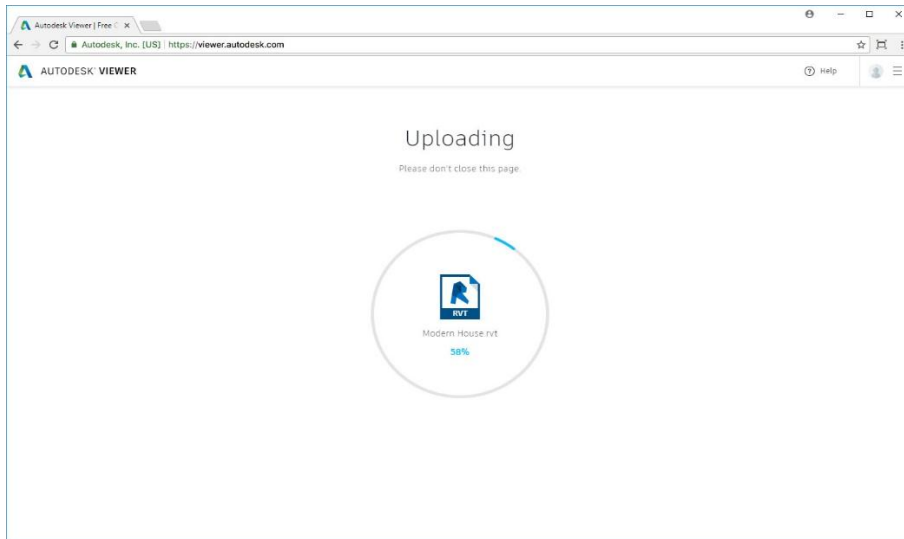 Autodesk Viewer | Free
Autodesk, Inc. [US] | https://viewer.autodesk.com
AUTODESK' VIEWER
Help
Uploading
Please don't close this page.
RVT
Modern House.rvt
58%